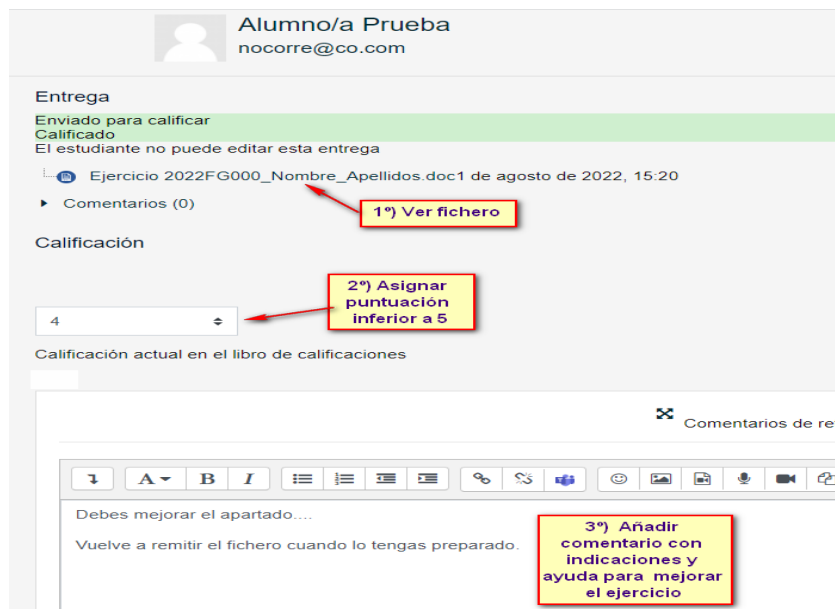 Alumno/a Prueba
nocorre@co.com
Entrega
Enviado para calificar
Calificado
El estudiante no puede editar esta entrega
Ejercicio 2022FG000_Nombre_Apellidos.doc1 de agosto de 2022, 15:20
Comentarios (0)
1º) Ver fichero
Calificación
2º) Asignar
puntuación
inferior a 5
4
Calificación actual en el libro de calificaciones
Comentarios de re
A B I
Debes mejorar el apartado....
Vuelve a remitir el fichero cuando lo tengas preparado.
3º) Añadir
comentario con
indicaciones y
ayuda para mejorar
el ejercicio